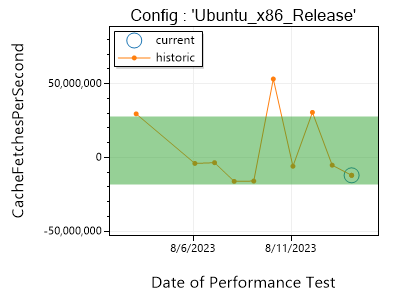 Config : 'Ubuntu_x86_Release'
current
historic
CacheFetchesPerSecond
50,000,000
0
-50,000,000
8/6/2023
8/11/2023
Date of Performance Test